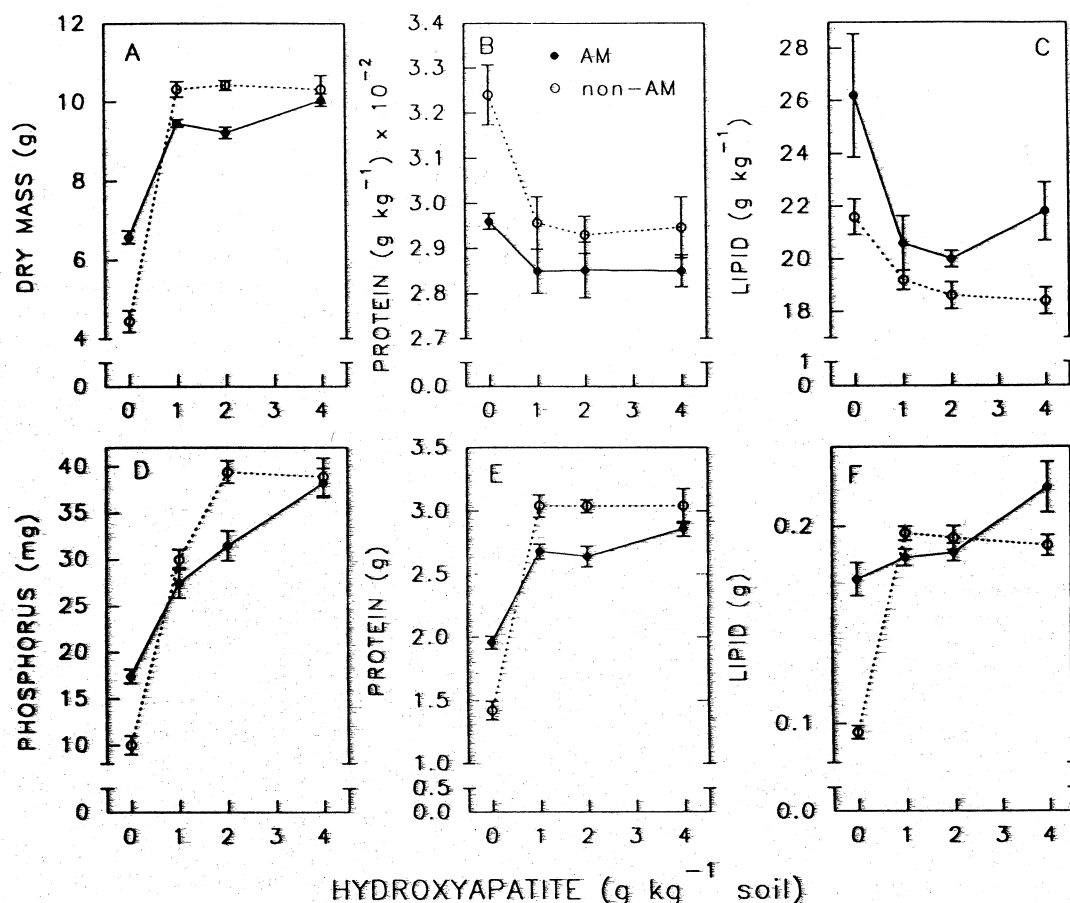 A
DRY MASS (g)
12
10
8
6
4
0
0 1 2 3 4
B
AM
non-AM
PROTEIN (g kg⁻¹) × 10⁻²
3.4
3.3
3.2
3.1
3.0
2.9
2.8
2.7
0.0
0 1 2 3 4
C
LIPID (g kg⁻¹)
28
26
24
22
20
18
1
0
0 1 2 3 4
D
PHOSPHORUS (mg)
40
35
30
25
20
15
10
0
0 1 2 3 4
E
PROTEIN (g)
3.5
3.0
2.5
2.0
1.5
1.0
0.5
0.0
0 1 2 3 4
F
LIPID (g)
0.2
0.1
0.0
0 1 2 3 4
HYDROXYAPATITE (g kg⁻¹ soil)